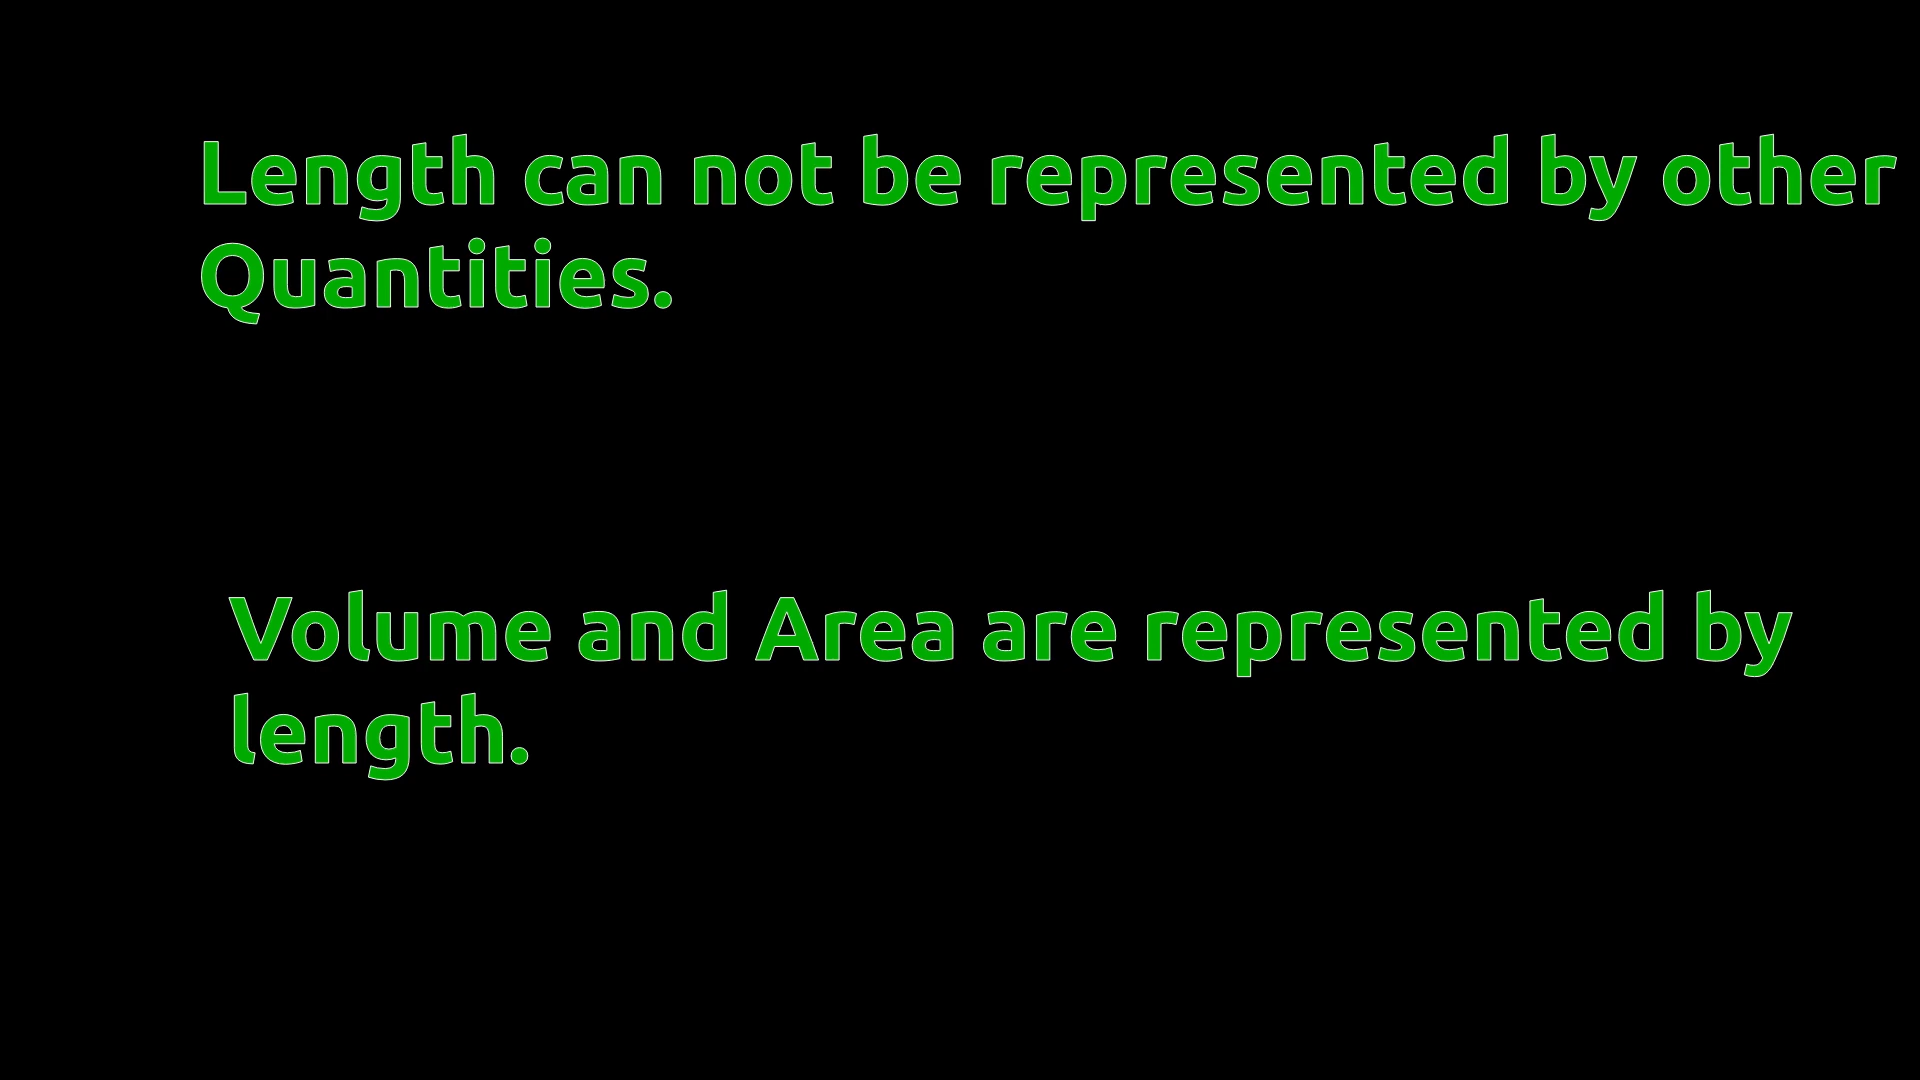 Length can not be represented by other
Quantities.
Volume and Area are represented by
length.